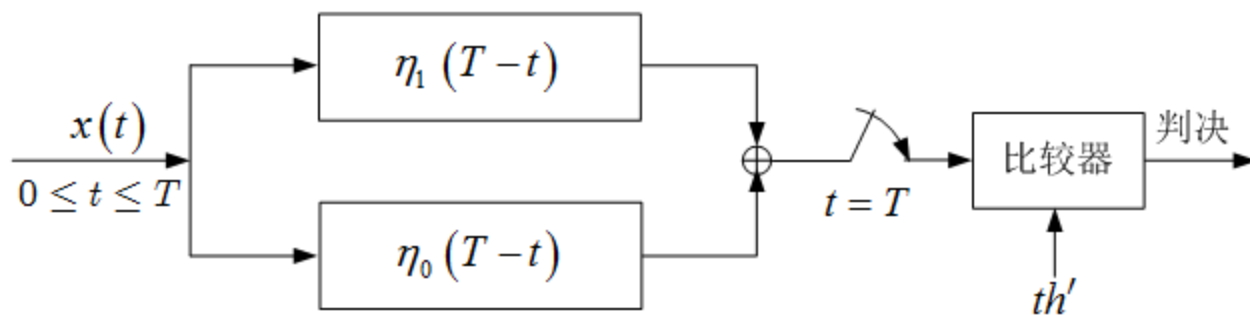 η₁ (T − t)
x(t)
0 ≤ t ≤ T
η₀ (T − t)
t = T
比较器
判决
th′